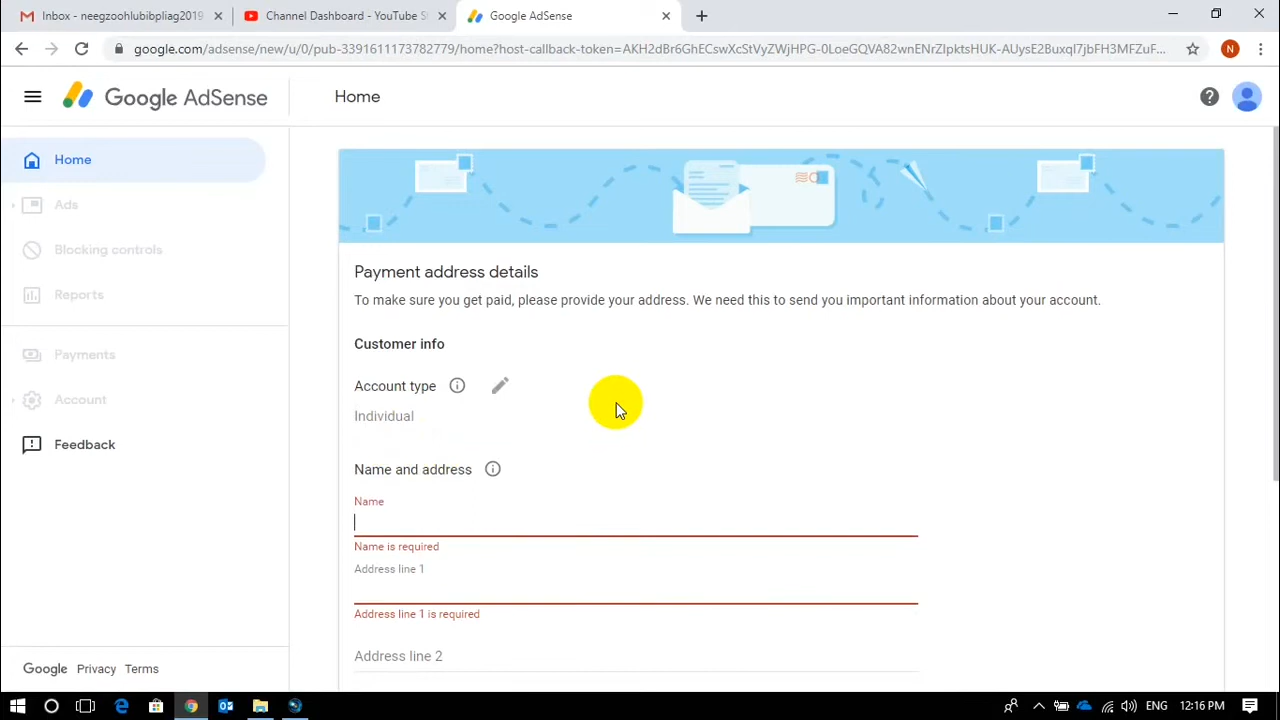 Inbox - neegzoohlubibpliag2019
Channel Dashboard - YouTube St
Google AdSense
google.com/adsense/new/u/0/pub-3391611173782779/home?host-callback-token=AKH2dBr6GhECswXcStVyZWjHPG-0LoeGQVA82wnENrZIpktsHUK-AUysE2Buxql7jbFH3MFZuF...
N
Google AdSense
Home
Home
Ads
Blocking controls
Reports
Payments
Account
Feedback
Payment address details
To make sure you get paid, please provide your address. We need this to send you important information about your account.
Customer info
Account type
Individual
Name and address
Name
Name is required
Address line 1
Address line 1 is required
Address line 2
Google Privacy Terms
ENG 12:16 PM